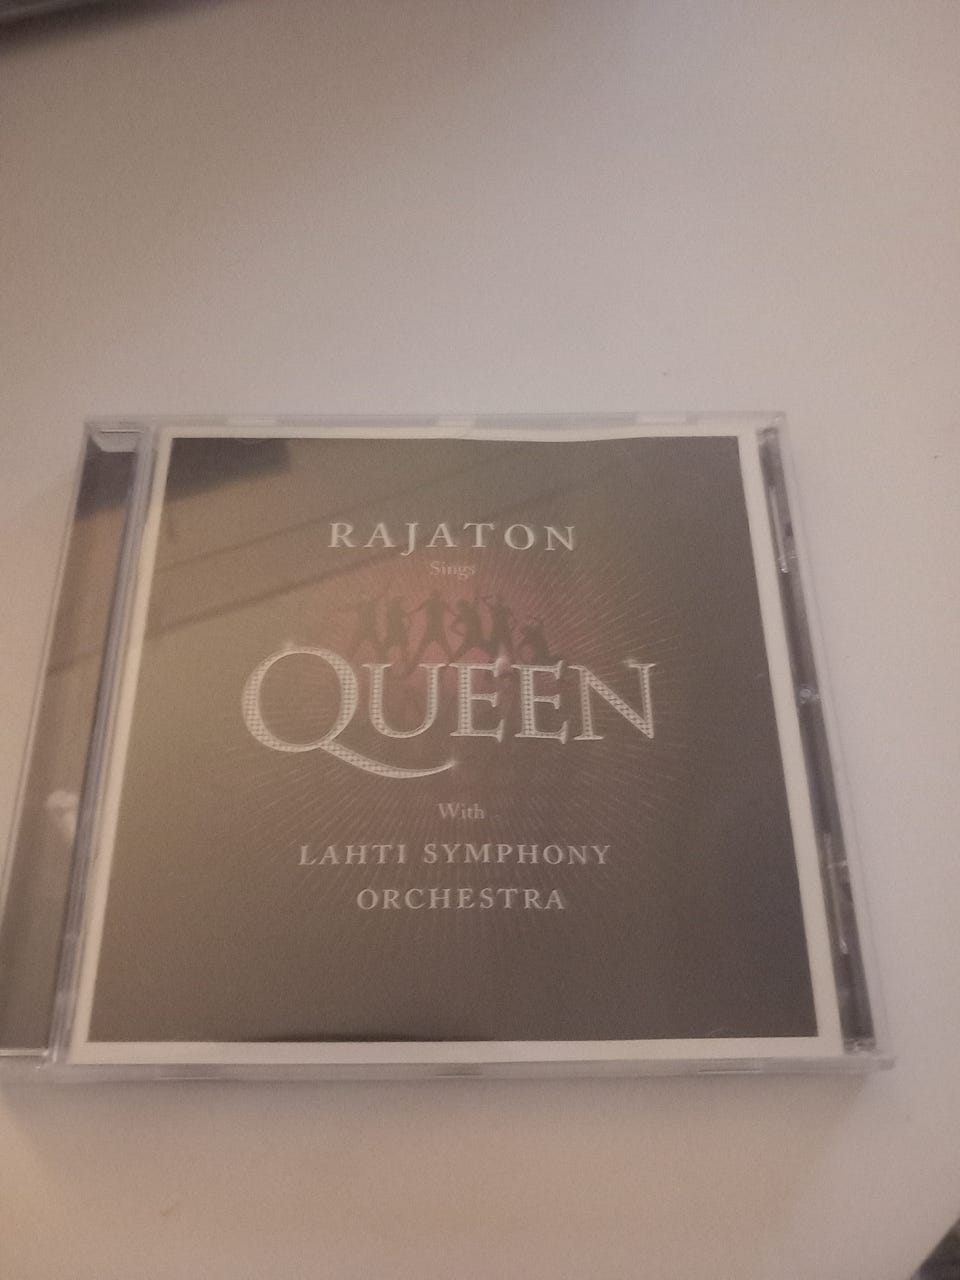 RAJATON
Sings
QUEEN
With
LAHTI SYMPHONY
ORCHESTRA